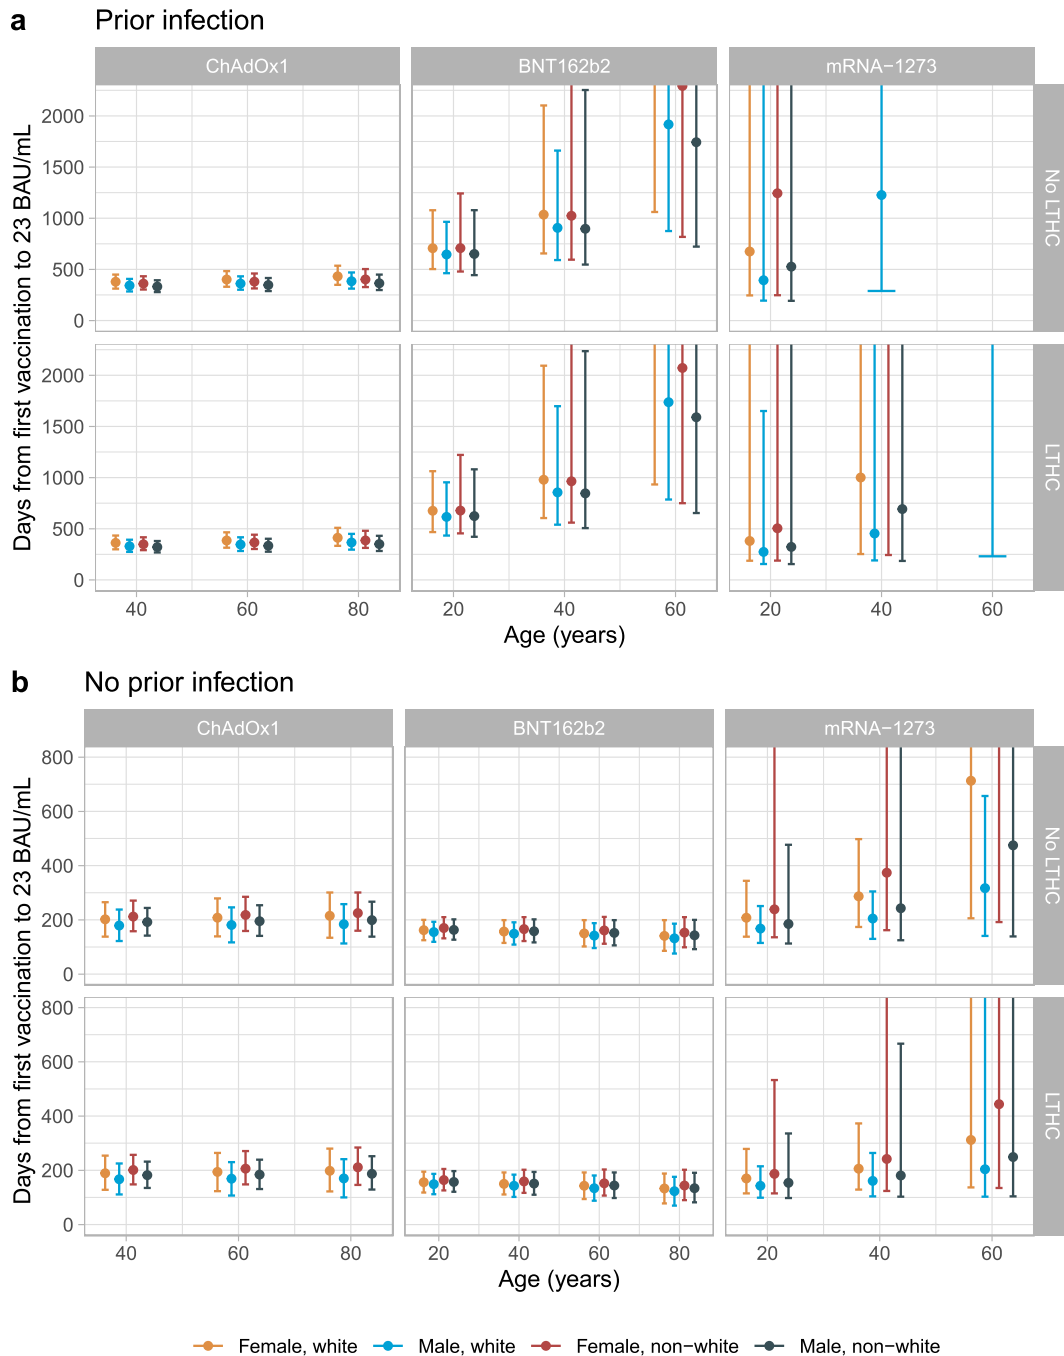 a Prior infection
ChAdOx1 BNT162b2 mRNA−1273
Days from first vaccination to 23 BAU/mL
2000
1500
1000
500
0
No LTHC
2000
1500
1000
500
0
LTHC
40 60 80 20 40 60 20 40 60
Age (years)
b No prior infection
ChAdOx1 BNT162b2 mRNA−1273
Days from first vaccination to 23 BAU/mL
800
600
400
200
0
No LTHC
800
600
400
200
0
LTHC
40 60 80 20 40 60 80 20 40 60
Age (years)
Female, white Male, white Female, non−white Male, non−white